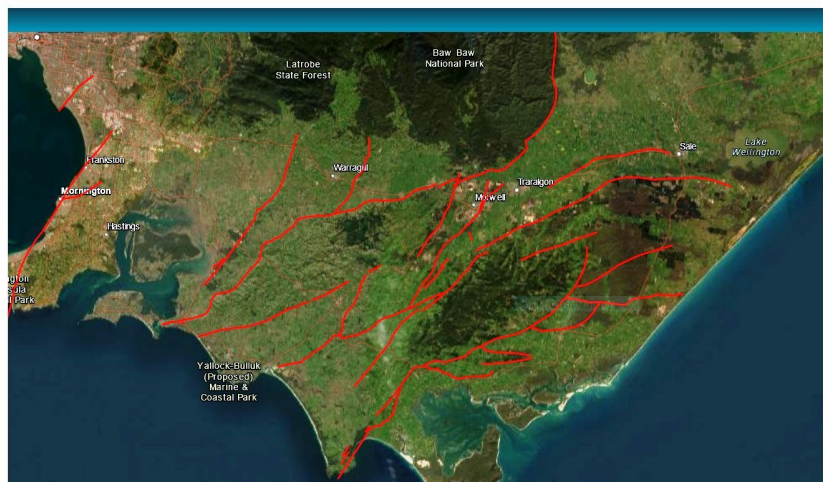 Baw Baw
National Park
Latrobe
State Forest
Lake
Wellington
Sale
Frankston
Warragul
Traralgon
Mornington
Morwell
Hastings
Park
Yallock-Bulluk
(Proposed)
Marine &
Coastal Park